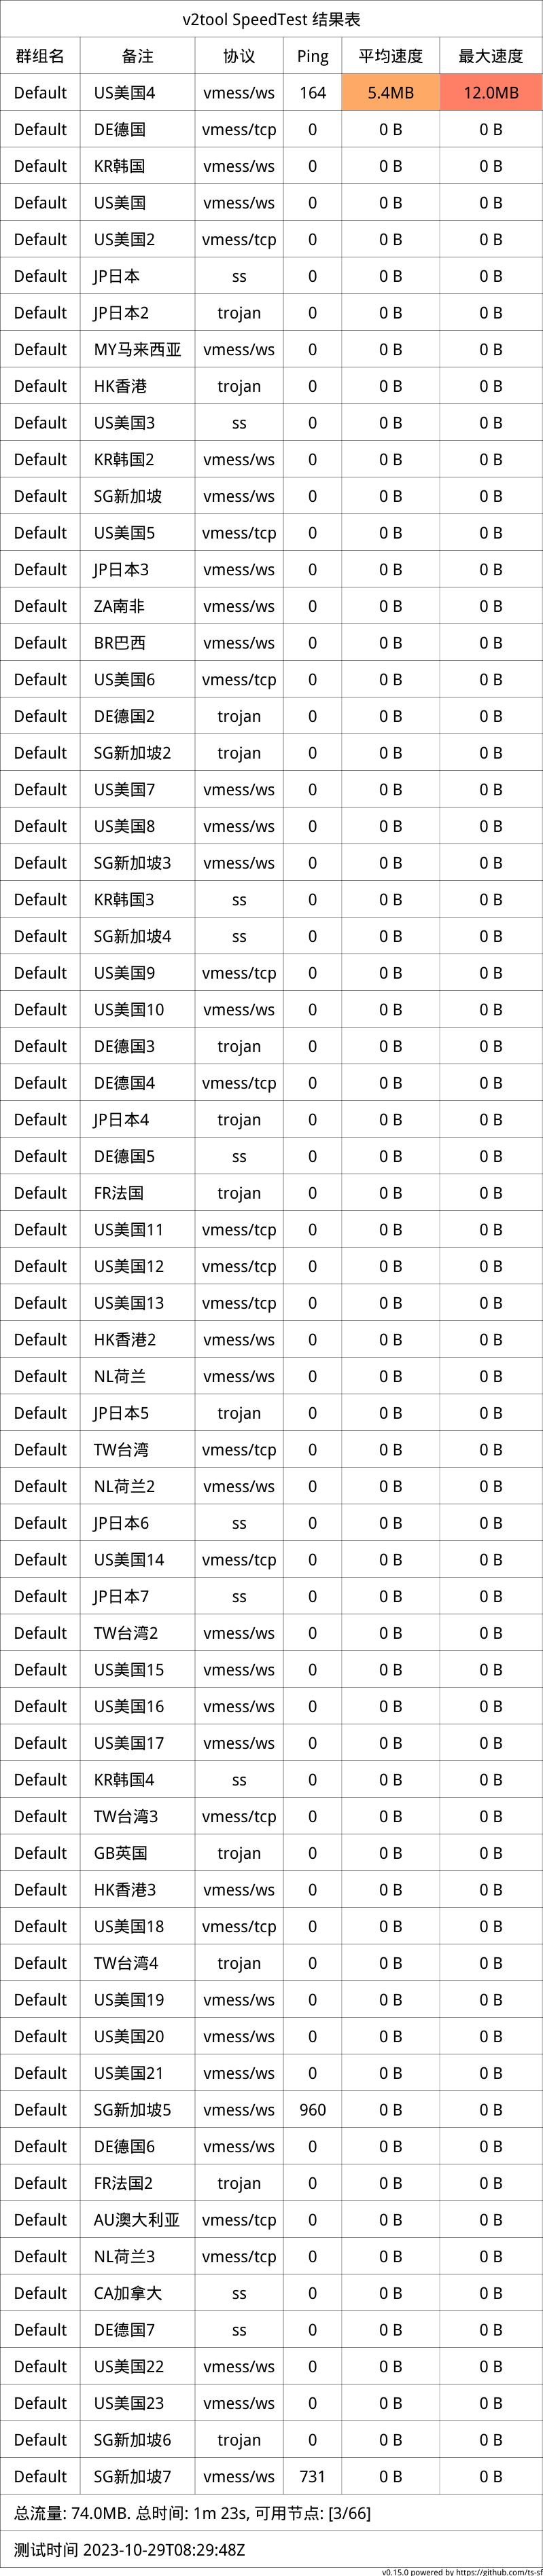 v2tool SpeedTest 结果表
群组名 备注 协议 Ping 平均速度 最大速度
Default US美国4 vmess/ws 164 5.4MB 12.0MB
Default DE德国 vmess/tcp 0 0 B 0 B
Default KR韩国 vmess/ws 0 0 B 0 B
Default US美国 vmess/ws 0 0 B 0 B
Default US美国2 vmess/tcp 0 0 B 0 B
Default JP日本 ss 0 0 B 0 B
Default JP日本2 trojan 0 0 B 0 B
Default MY马来西亚 vmess/ws 0 0 B 0 B
Default HK香港 trojan 0 0 B 0 B
Default US美国3 ss 0 0 B 0 B
Default KR韩国2 vmess/ws 0 0 B 0 B
Default SG新加坡 vmess/ws 0 0 B 0 B
Default US美国5 vmess/tcp 0 0 B 0 B
Default JP日本3 vmess/ws 0 0 B 0 B
Default ZA南非 vmess/ws 0 0 B 0 B
Default BR巴西 vmess/ws 0 0 B 0 B
Default US美国6 vmess/tcp 0 0 B 0 B
Default DE德国2 trojan 0 0 B 0 B
Default SG新加坡2 trojan 0 0 B 0 B
Default US美国7 vmess/ws 0 0 B 0 B
Default US美国8 vmess/ws 0 0 B 0 B
Default SG新加坡3 vmess/ws 0 0 B 0 B
Default KR韩国3 ss 0 0 B 0 B
Default SG新加坡4 ss 0 0 B 0 B
Default US美国9 vmess/tcp 0 0 B 0 B
Default US美国10 vmess/ws 0 0 B 0 B
Default DE德国3 trojan 0 0 B 0 B
Default DE德国4 vmess/tcp 0 0 B 0 B
Default JP日本4 trojan 0 0 B 0 B
Default DE德国5 ss 0 0 B 0 B
Default FR法国 trojan 0 0 B 0 B
Default US美国11 vmess/tcp 0 0 B 0 B
Default US美国12 vmess/tcp 0 0 B 0 B
Default US美国13 vmess/tcp 0 0 B 0 B
Default HK香港2 vmess/ws 0 0 B 0 B
Default NL荷兰 vmess/ws 0 0 B 0 B
Default JP日本5 trojan 0 0 B 0 B
Default TW台湾 vmess/tcp 0 0 B 0 B
Default NL荷兰2 vmess/ws 0 0 B 0 B
Default JP日本6 ss 0 0 B 0 B
Default US美国14 vmess/tcp 0 0 B 0 B
Default JP日本7 ss 0 0 B 0 B
Default TW台湾2 vmess/ws 0 0 B 0 B
Default US美国15 vmess/ws 0 0 B 0 B
Default US美国16 vmess/ws 0 0 B 0 B
Default US美国17 vmess/ws 0 0 B 0 B
Default KR韩国4 ss 0 0 B 0 B
Default TW台湾3 vmess/tcp 0 0 B 0 B
Default GB英国 trojan 0 0 B 0 B
Default HK香港3 vmess/ws 0 0 B 0 B
Default US美国18 vmess/tcp 0 0 B 0 B
Default TW台湾4 trojan 0 0 B 0 B
Default US美国19 vmess/ws 0 0 B 0 B
Default US美国20 vmess/ws 0 0 B 0 B
Default US美国21 vmess/ws 0 0 B 0 B
Default SG新加坡5 vmess/ws 960 0 B 0 B
Default DE德国6 vmess/ws 0 0 B 0 B
Default FR法国2 trojan 0 0 B 0 B
Default AU澳大利亚 vmess/tcp 0 0 B 0 B
Default NL荷兰3 vmess/tcp 0 0 B 0 B
Default CA加拿大 ss 0 0 B 0 B
Default DE德国7 ss 0 0 B 0 B
Default US美国22 vmess/ws 0 0 B 0 B
Default US美国23 vmess/ws 0 0 B 0 B
Default SG新加坡6 trojan 0 0 B 0 B
Default SG新加坡7 vmess/ws 731 0 B 0 B
总流量: 74.0MB. 总时间: 1m 23s, 可用节点: [3/66]
测试时间 2023-10-29T08:29:48Z
v0.15.0 powered by https://github.com/ts-sf